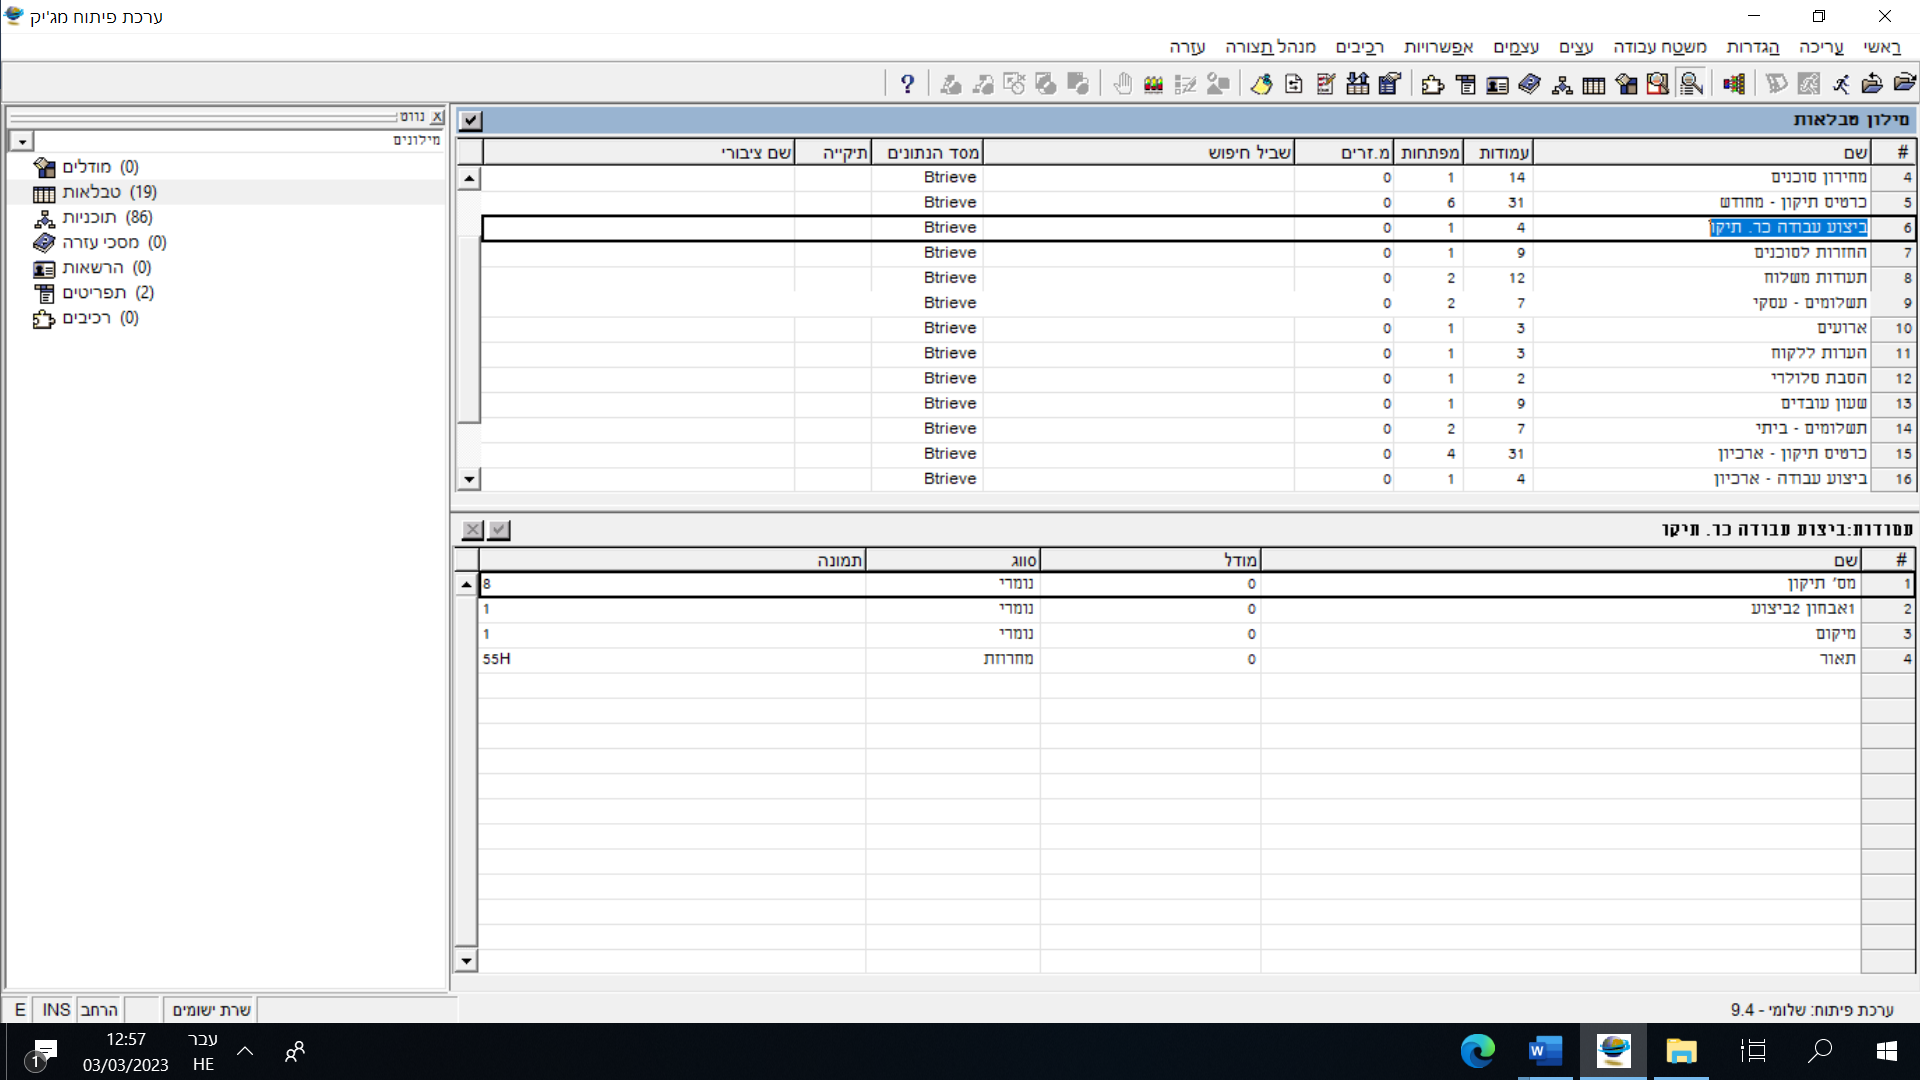 ערכת פיתוח מג'יק
ראשי עריכה הגדרות משטח עבודה עצים עצמים אפשרויות רכיבים מנהל תצורה עזרה
נווט
מילונים
מודלים (0)
טבלאות (19)
תוכניות (86)
מסכי עזרה (0)
הרשאות (0)
תפריטים (2)
רכיבים (0)
מילון טבלאות
# שם עמודות מפתחות מ.זרים שביל חיפוש מסד הנתונים תיקייה שם ציבורי
4 מחירון סוכנים 14 1 0 Btrieve
5 כרטיס תיקון - מחודש 31 6 0 Btrieve
6 ביצוע עבודה כר. תיקו 4 1 0 Btrieve
7 החזרות לסוכנים 9 1 0 Btrieve
8 תעודות משלוח 12 2 0 Btrieve
9 תשלומים - עסקי 7 2 0 Btrieve
10 ארועים 3 1 0 Btrieve
11 הערות ללקוח 3 1 0 Btrieve
12 הסבת סלולרי 2 1 0 Btrieve
13 שעון עובדים 9 1 0 Btrieve
14 תשלומים - ביתי 7 2 0 Btrieve
15 כרטיס תיקון - ארכיון 31 4 0 Btrieve
16 ביצוע עבודה - ארכיון 4 1 0 Btrieve
עמודות:ביצוע עבודה כר. תיקו
# שם מודל סווג תמונה
1 מס' תיקון 0 נומרי 8
2 1אבחון 2ביצוע 0 נומרי 1
3 מיקום 0 נומרי 1
4 תאור 0 מחרוזת 55H
ערכת פיתוח: שלומי - 9.4
שרת ישומים
הרחב
INS
E
12:57
03/03/2023
עבר
HE
1